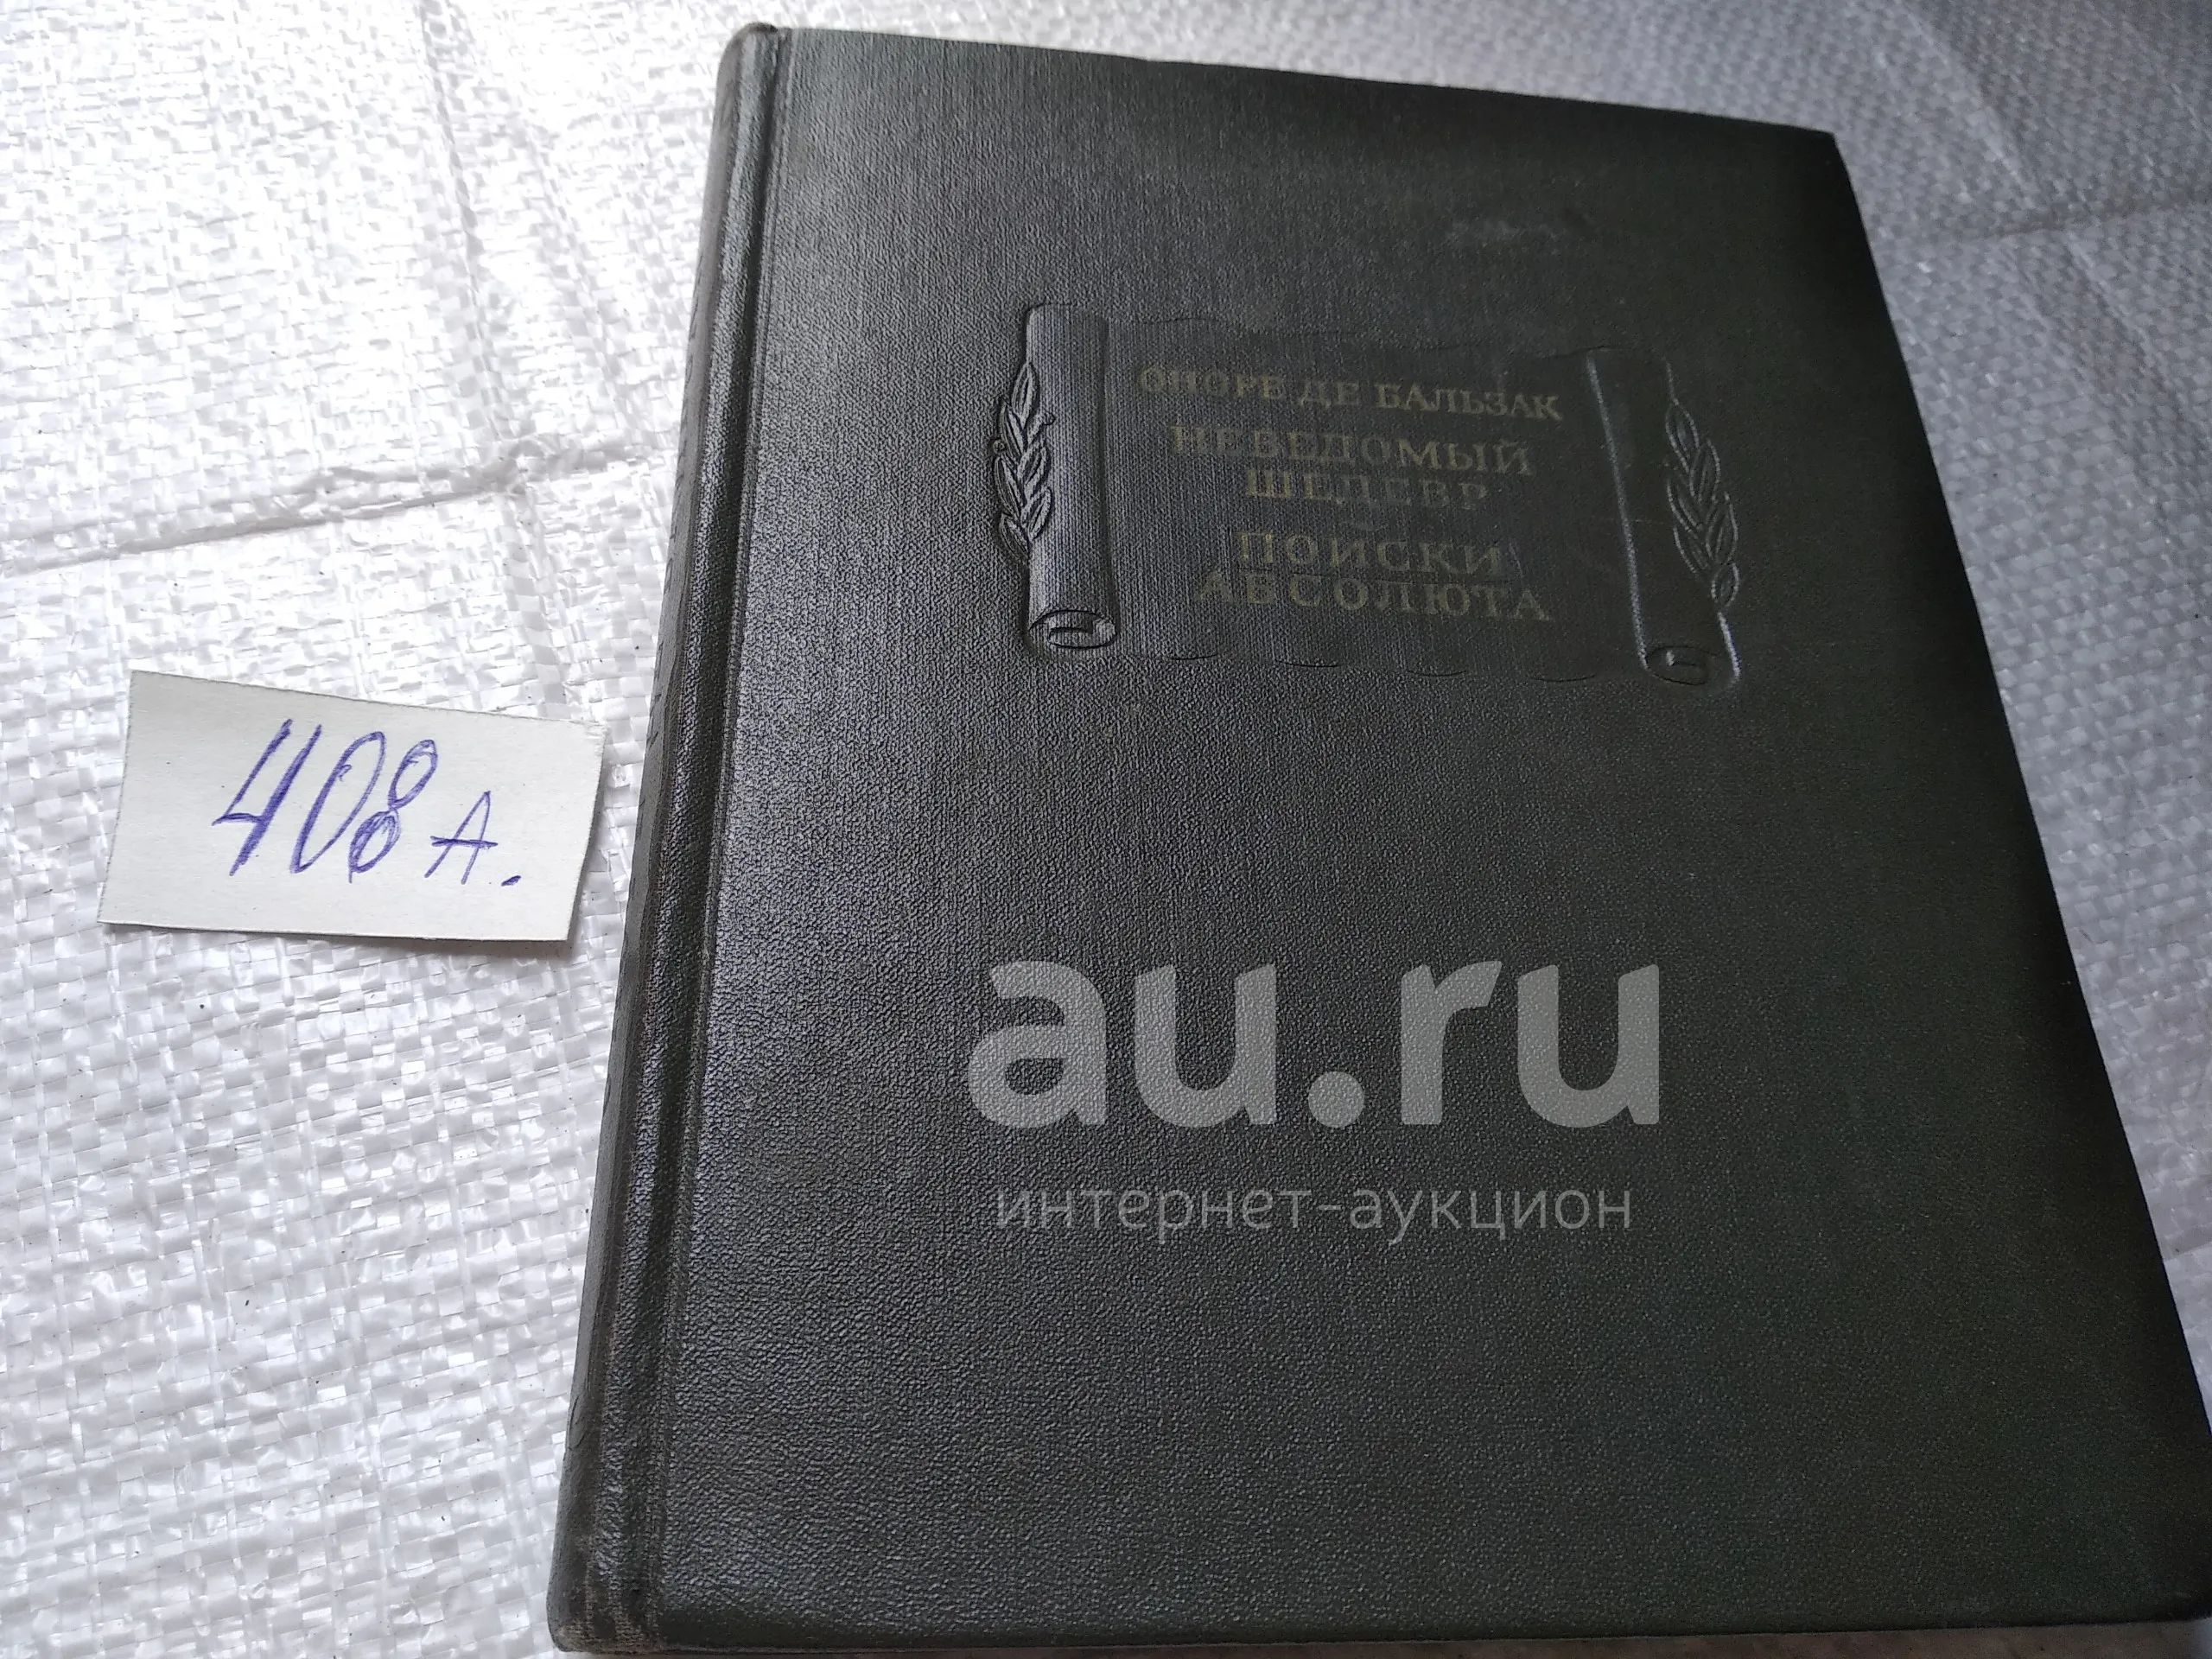 ОНОРЕ ДЕ БАЛЬЗАК
НЕВЕДОМЫЙ
ШЕДЕВР
ПОИСКИ
АБСОЛЮТА
408 А.
au.ru
интернет-аукцион